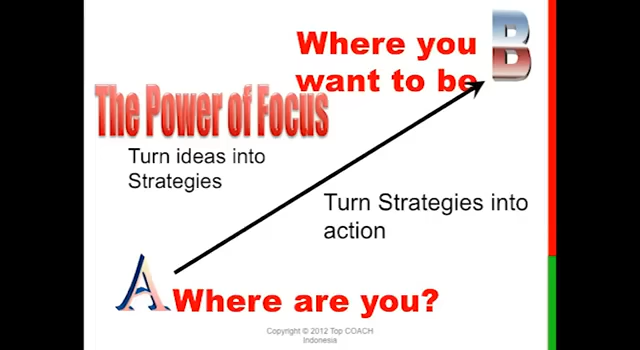 Where you
want to be
B
The Power of Focus
Turn ideas into
Strategies
Turn Strategies into
action
A
Where are you?
Copyright © 2012 Top COACH
Indonesia